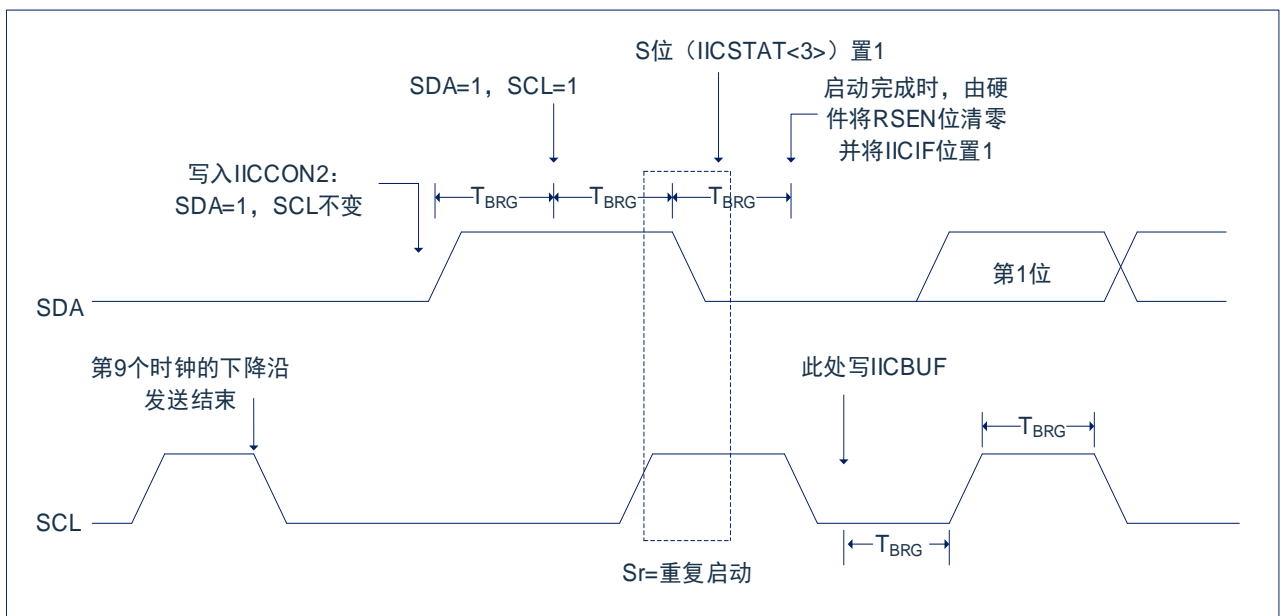 S位（IICSTAT<3>）置1
SDA=1，SCL=1
启动完成时，由硬
件将RSEN位清零
并将IICIF位置1
写入IICCON2：
SDA=1，SCL不变
TBRG
TBRG
TBRG
第1位
SDA
第9个时钟的下降沿
发送结束
此处写IICBUF
TBRG
SCL
TBRG
Sr=重复启动